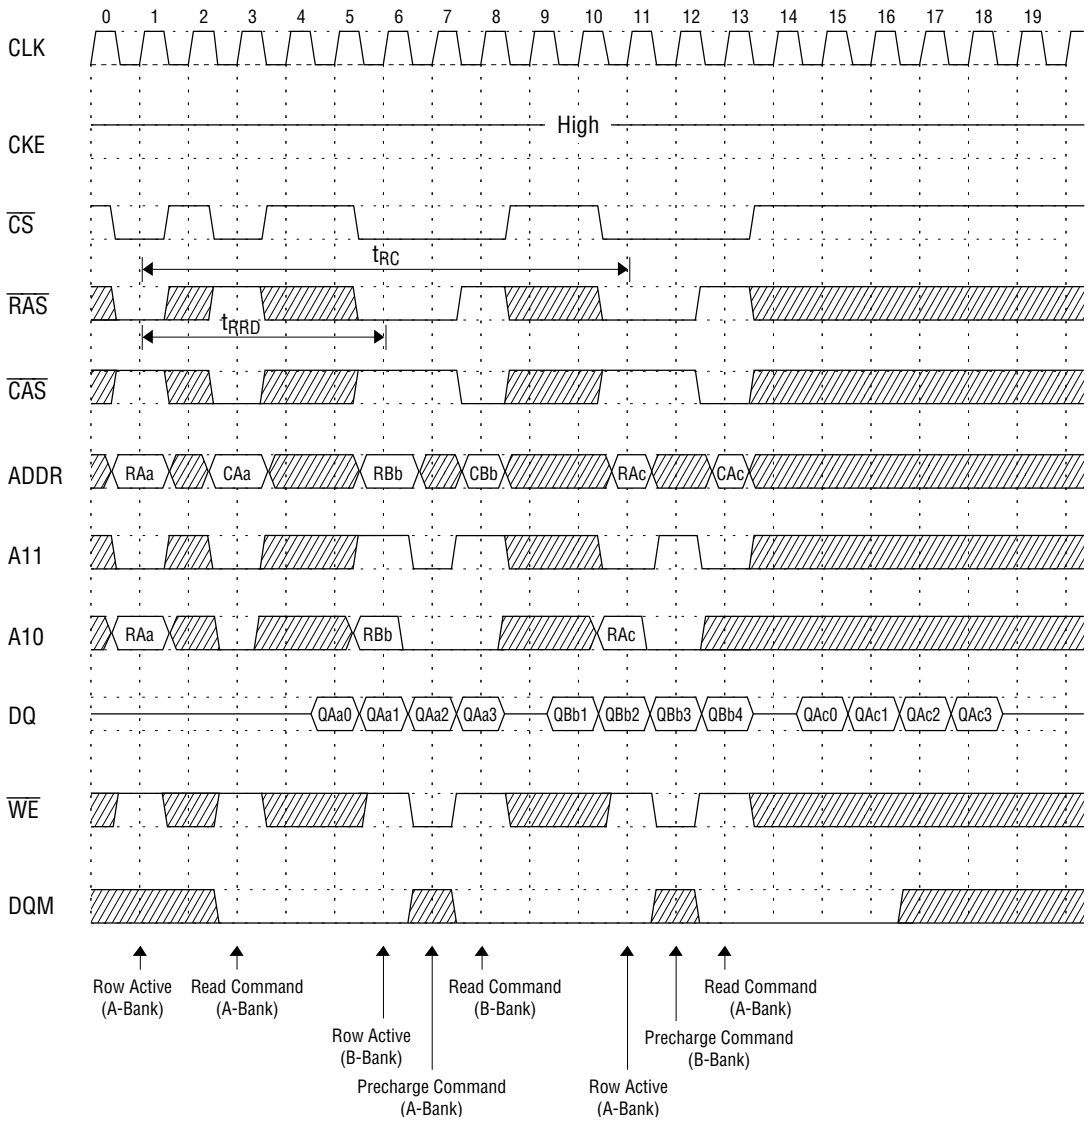 0 1 2 3 4 5 6 7 8 9 10 11 12 13 14 15 16 17 18 19
CLK
High
CKE
CS
tRC
RAS
tRRD
CAS
ADDR RAa CAa RBb CBb RAc CAc
A11
A10 RAa RBb RAc
DQ QAa0 QAa1 QAa2 QAa3 QBb1 QBb2 QBb3 QBb4 QAc0 QAc1 QAc2 QAc3
WE
DQM
Row Active
(A-Bank)
Read Command
(A-Bank)
Row Active
(B-Bank)
Precharge Command
(A-Bank)
Read Command
(B-Bank)
Row Active
(A-Bank)
Precharge Command
(B-Bank)
Read Command
(A-Bank)